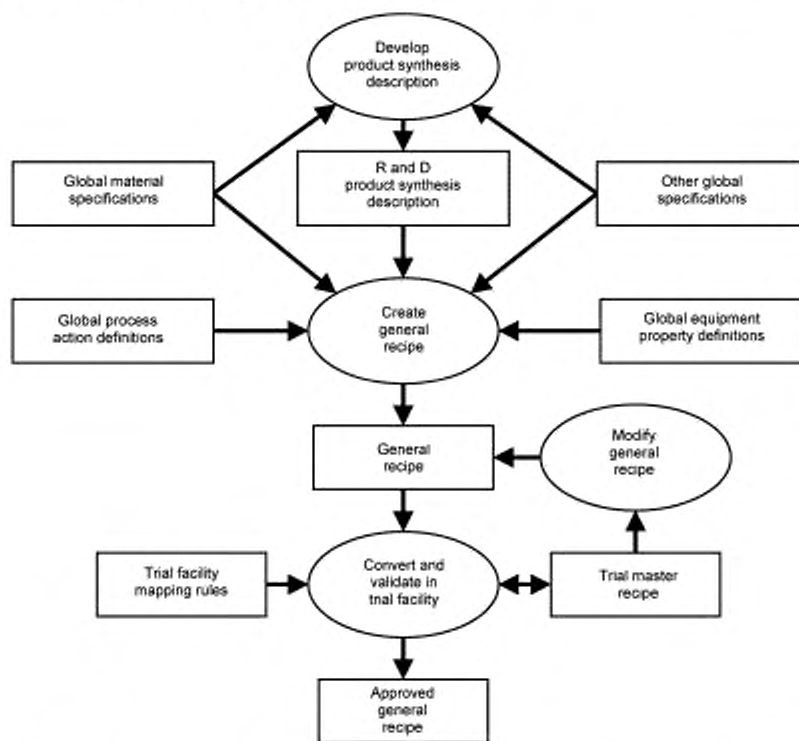 Develop
product synthesis
description
Global material
specifications
R and D
product synthesis
description
Other global
specifications
Global process
action definitions
Create
general
recipe
Global equipment
property definitions
General
recipe
Modify
general
recipe
Trial facility
mapping rules
Convert and
validate in
trial facility
Trial master
recipe
Approved
general
recipe